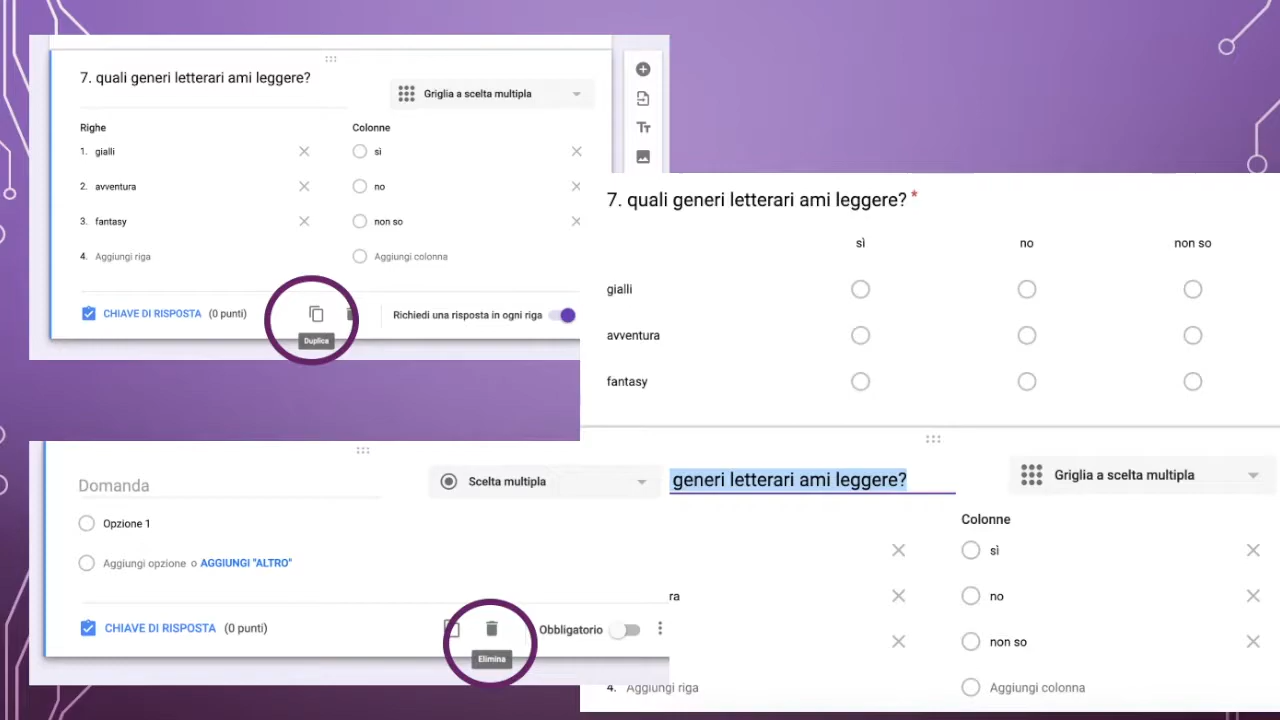 7. quali generi letterari ami leggere?
Griglia a scelta multipla
Righe
Colonne
1. gialli
sì
2. avventura
no
3. fantasy
non so
4. Aggiungi riga
Aggiungi colonna
CHIAVE DI RISPOSTA (0 punti)
Richiedi una risposta in ogni riga
Duplica
Tт
7. quali generi letterari ami leggere? *
sì no non so
gialli
avventura
fantasy
Domanda
Scelta multipla
Opzione 1
Aggiungi opzione o AGGIUNGI "ALTRO"
CHIAVE DI RISPOSTA (0 punti)
Obbligatorio
Elimina
generi letterari ami leggere?
Griglia a scelta multipla
Colonne
sì
ra
no
non so
4. Aggiungi riga
Aggiungi colonna